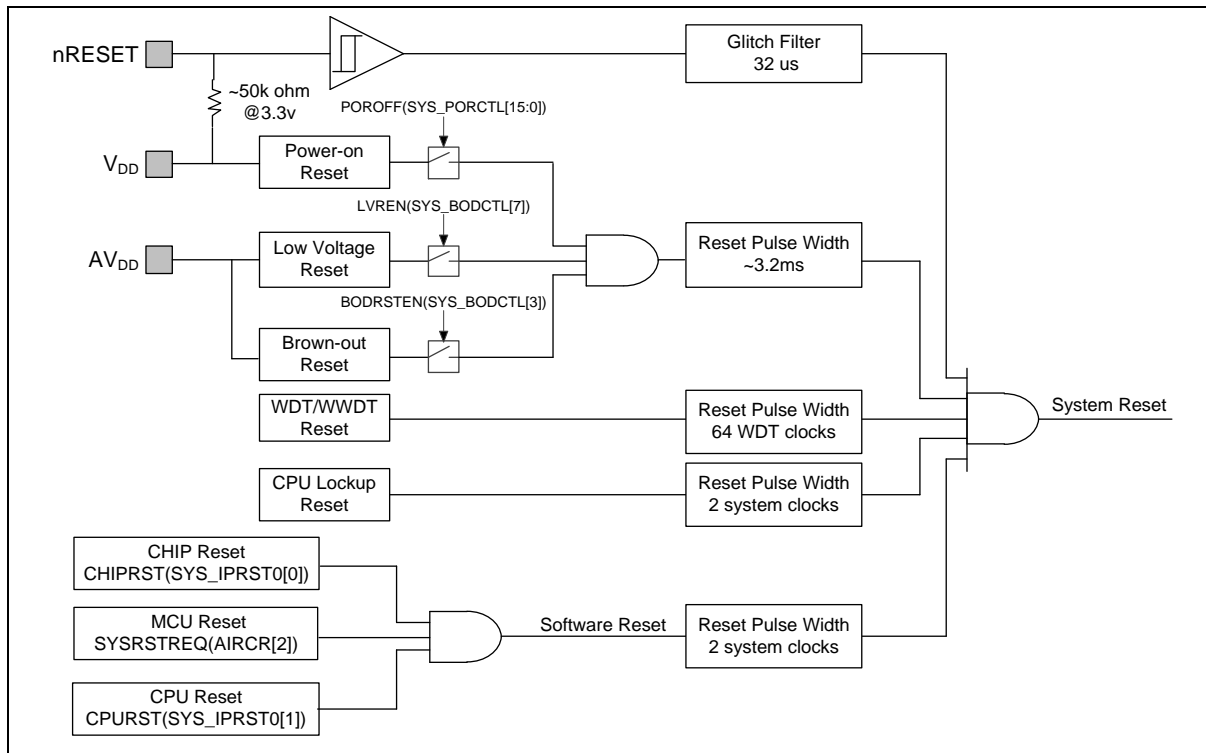 nRESET
Glitch Filter
32 us
~50k ohm
@3.3v
POROFF(SYS_PORCTL[15:0])
VDD
Power-on
Reset
LVREN(SYS_BODCTL[7])
AVDD
Low Voltage
Reset
Reset Pulse Width
~3.2ms
BODRSTEN(SYS_BODCTL[3])
Brown-out
Reset
WDT/WWDT
Reset
Reset Pulse Width
64 WDT clocks
System Reset
CPU Lockup
Reset
Reset Pulse Width
2 system clocks
CHIP Reset
CHIPRST(SYS_IPRST0[0])
MCU Reset
SYSRSTREQ(AIRCR[2])
Software Reset
Reset Pulse Width
2 system clocks
CPU Reset
CPURST(SYS_IPRST0[1])